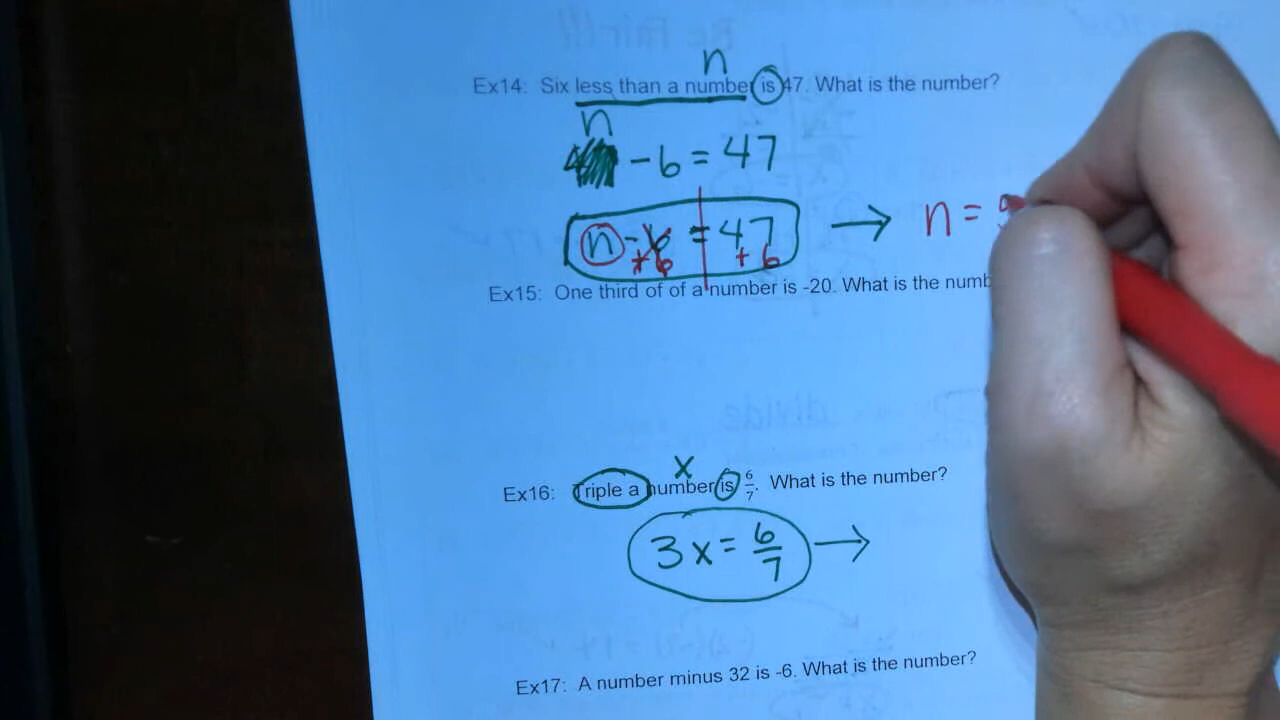 n
Ex14: Six less than a number is 47. What is the number?
n
- 6 = 47
n - 6 = 47 → n =
+6 +6
Ex15: One third of of a number is -20. What is the
x
Ex16: Triple a number is 6/7. What is the number?
3x = 6/7 →
Ex17: A number minus 32 is -6. What is the number?